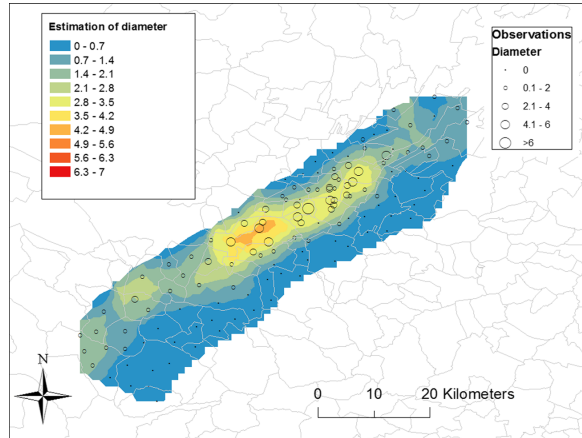 Estimation of diameter
0 - 0.7
0.7 - 1.4
1.4 - 2.1
2.1 - 2.8
2.8 - 3.5
3.5 - 4.2
4.2 - 4.9
4.9 - 5.6
5.6 - 6.3
6.3 - 7
Observations
Diameter
0
0.1 - 2
2.1 - 4
4.1 - 6
>6
N
0 10 20 Kilometers